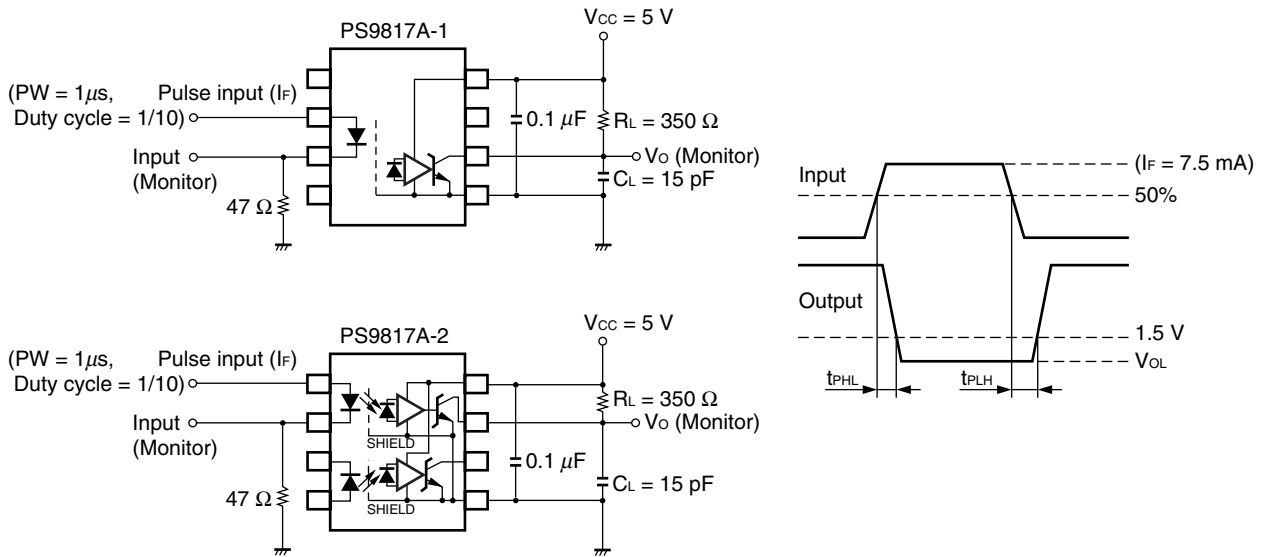 VCC = 5 V
PS9817A-1
(PW = 1μs, Pulse input (IF)
Duty cycle = 1/10)
0.1 μF
RL = 350 Ω
Input
(Monitor)
VO (Monitor)
CL = 15 pF
47 Ω
VCC = 5 V
PS9817A-2
(PW = 1μs, Pulse input (IF)
Duty cycle = 1/10)
RL = 350 Ω
Input
(Monitor)
VO (Monitor)
SHIELD
0.1 μF
CL = 15 pF
47 Ω
SHIELD
Input
(IF = 7.5 mA)
50%
Output
1.5 V
VOL
tPHL
tPLH